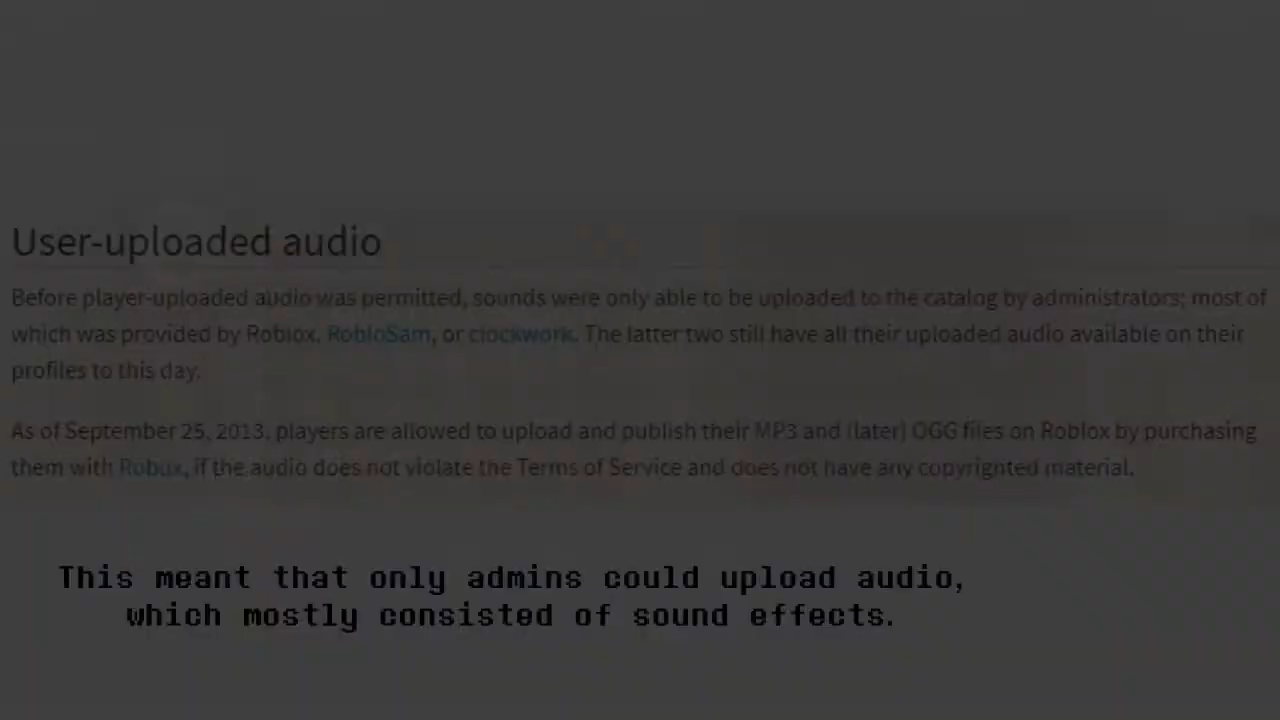 User-uploaded audio
Before player-uploaded audio was permitted, sounds were only able to be uploaded to the catalog by administrators; most of
which was provided by Roblox, RobloSam, or clockwork. The latter two still have all their uploaded audio available on their
profiles to this day.
As of September 25, 2013, players are allowed to upload and publish their MP3 and (later) OGG files on Roblox by purchasing
them with Robux, if the audio does not violate the Terms of Service and does not have any copyrighted material.
This meant that only admins could upload audio,
which mostly consisted of sound effects.